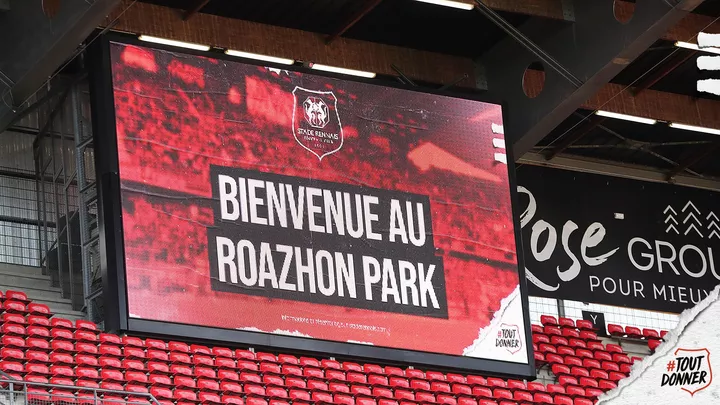 STADE RENNAIS
BIENVENUE AU
ROAZHON PARK
#TOUT
DONNER
Rose GROU
POUR MIEU
#TOUT
DONNER